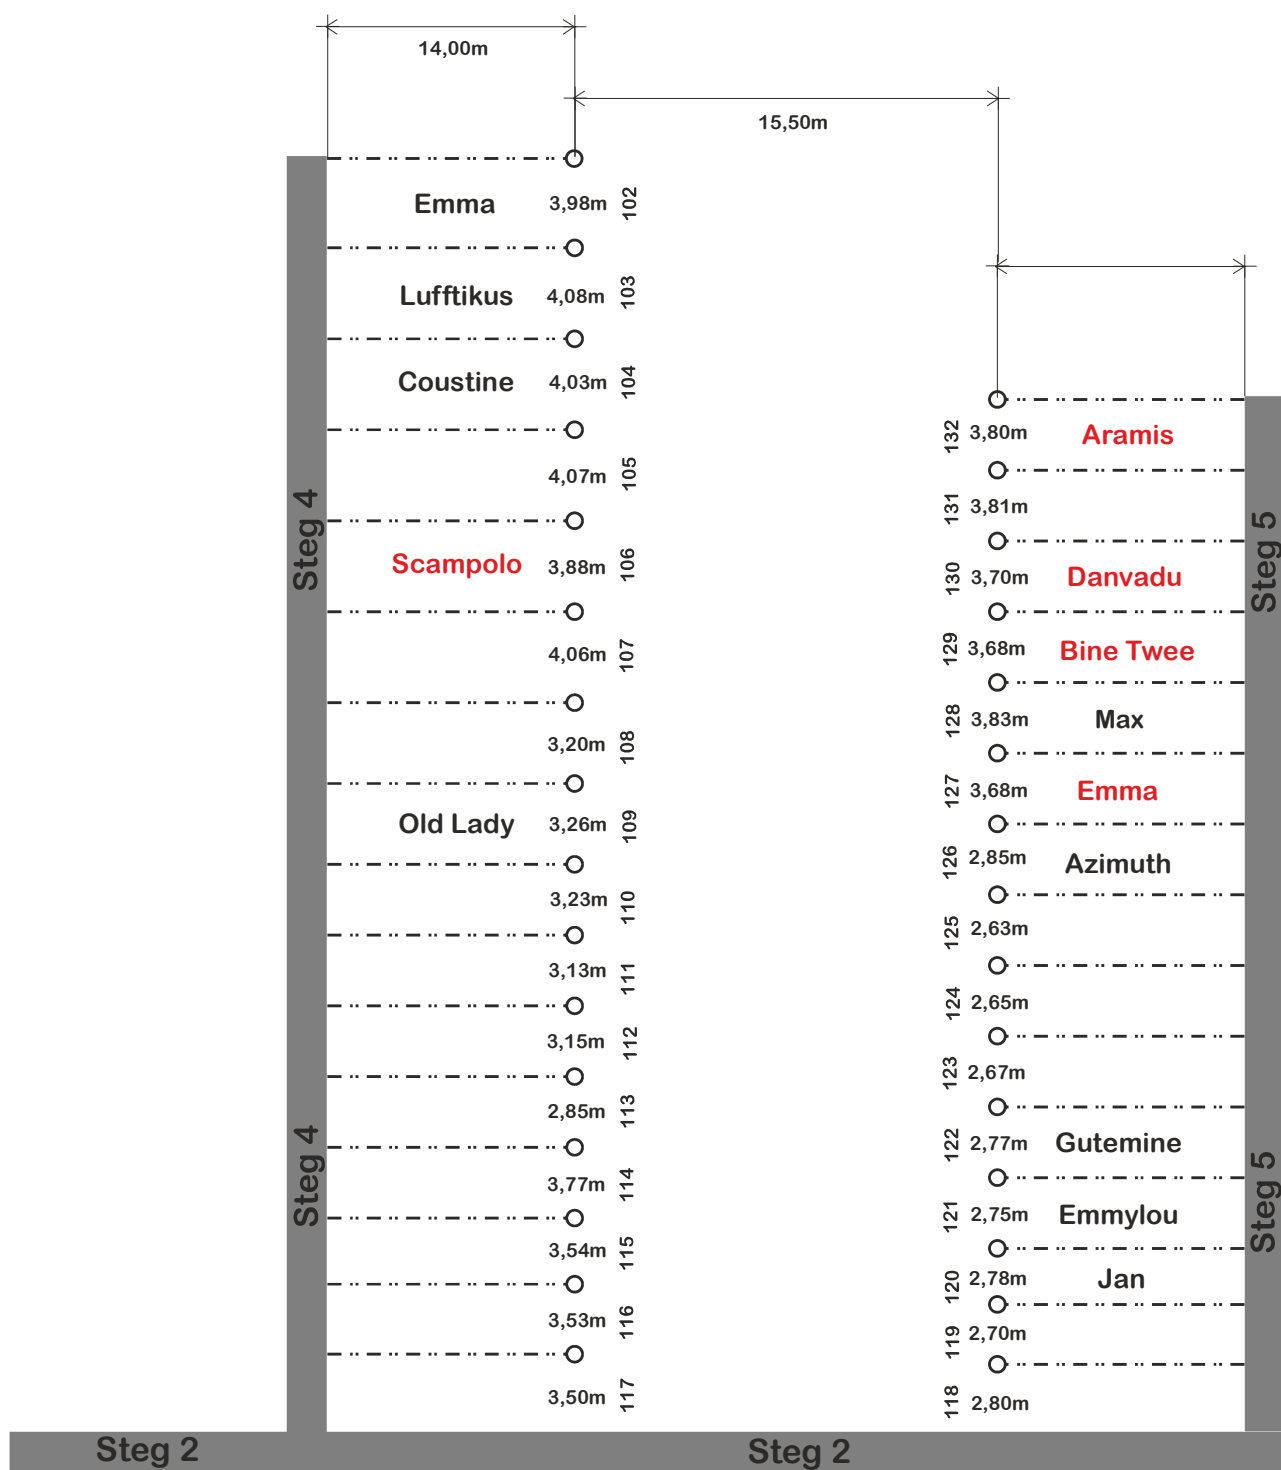 14,00m
15,50m
Emma 3,98m 102
Lufftikus 4,08m 103
Coustine 4,03m 104
132 3,80m Aramis
4,07m 105
131 3,81m
Steg 4
Steg 5
Scampolo 3,88m 106
130 3,70m Danvadu
4,06m 107
129 3,68m Bine Twee
128 3,83m Max
3,20m 108
127 3,68m Emma
Old Lady 3,26m 109
126 2,85m Azimuth
3,23m 110
125 2,63m
3,13m 111
124 2,65m
3,15m 112
123 2,67m
2,85m 113
122 2,77m Gutemine
Steg 4
Steg 5
3,77m 114
121 2,75m Emmylou
3,54m 115
120 2,78m Jan
3,53m 116
119 2,70m
3,50m 117
118 2,80m
Steg 2
Steg 2